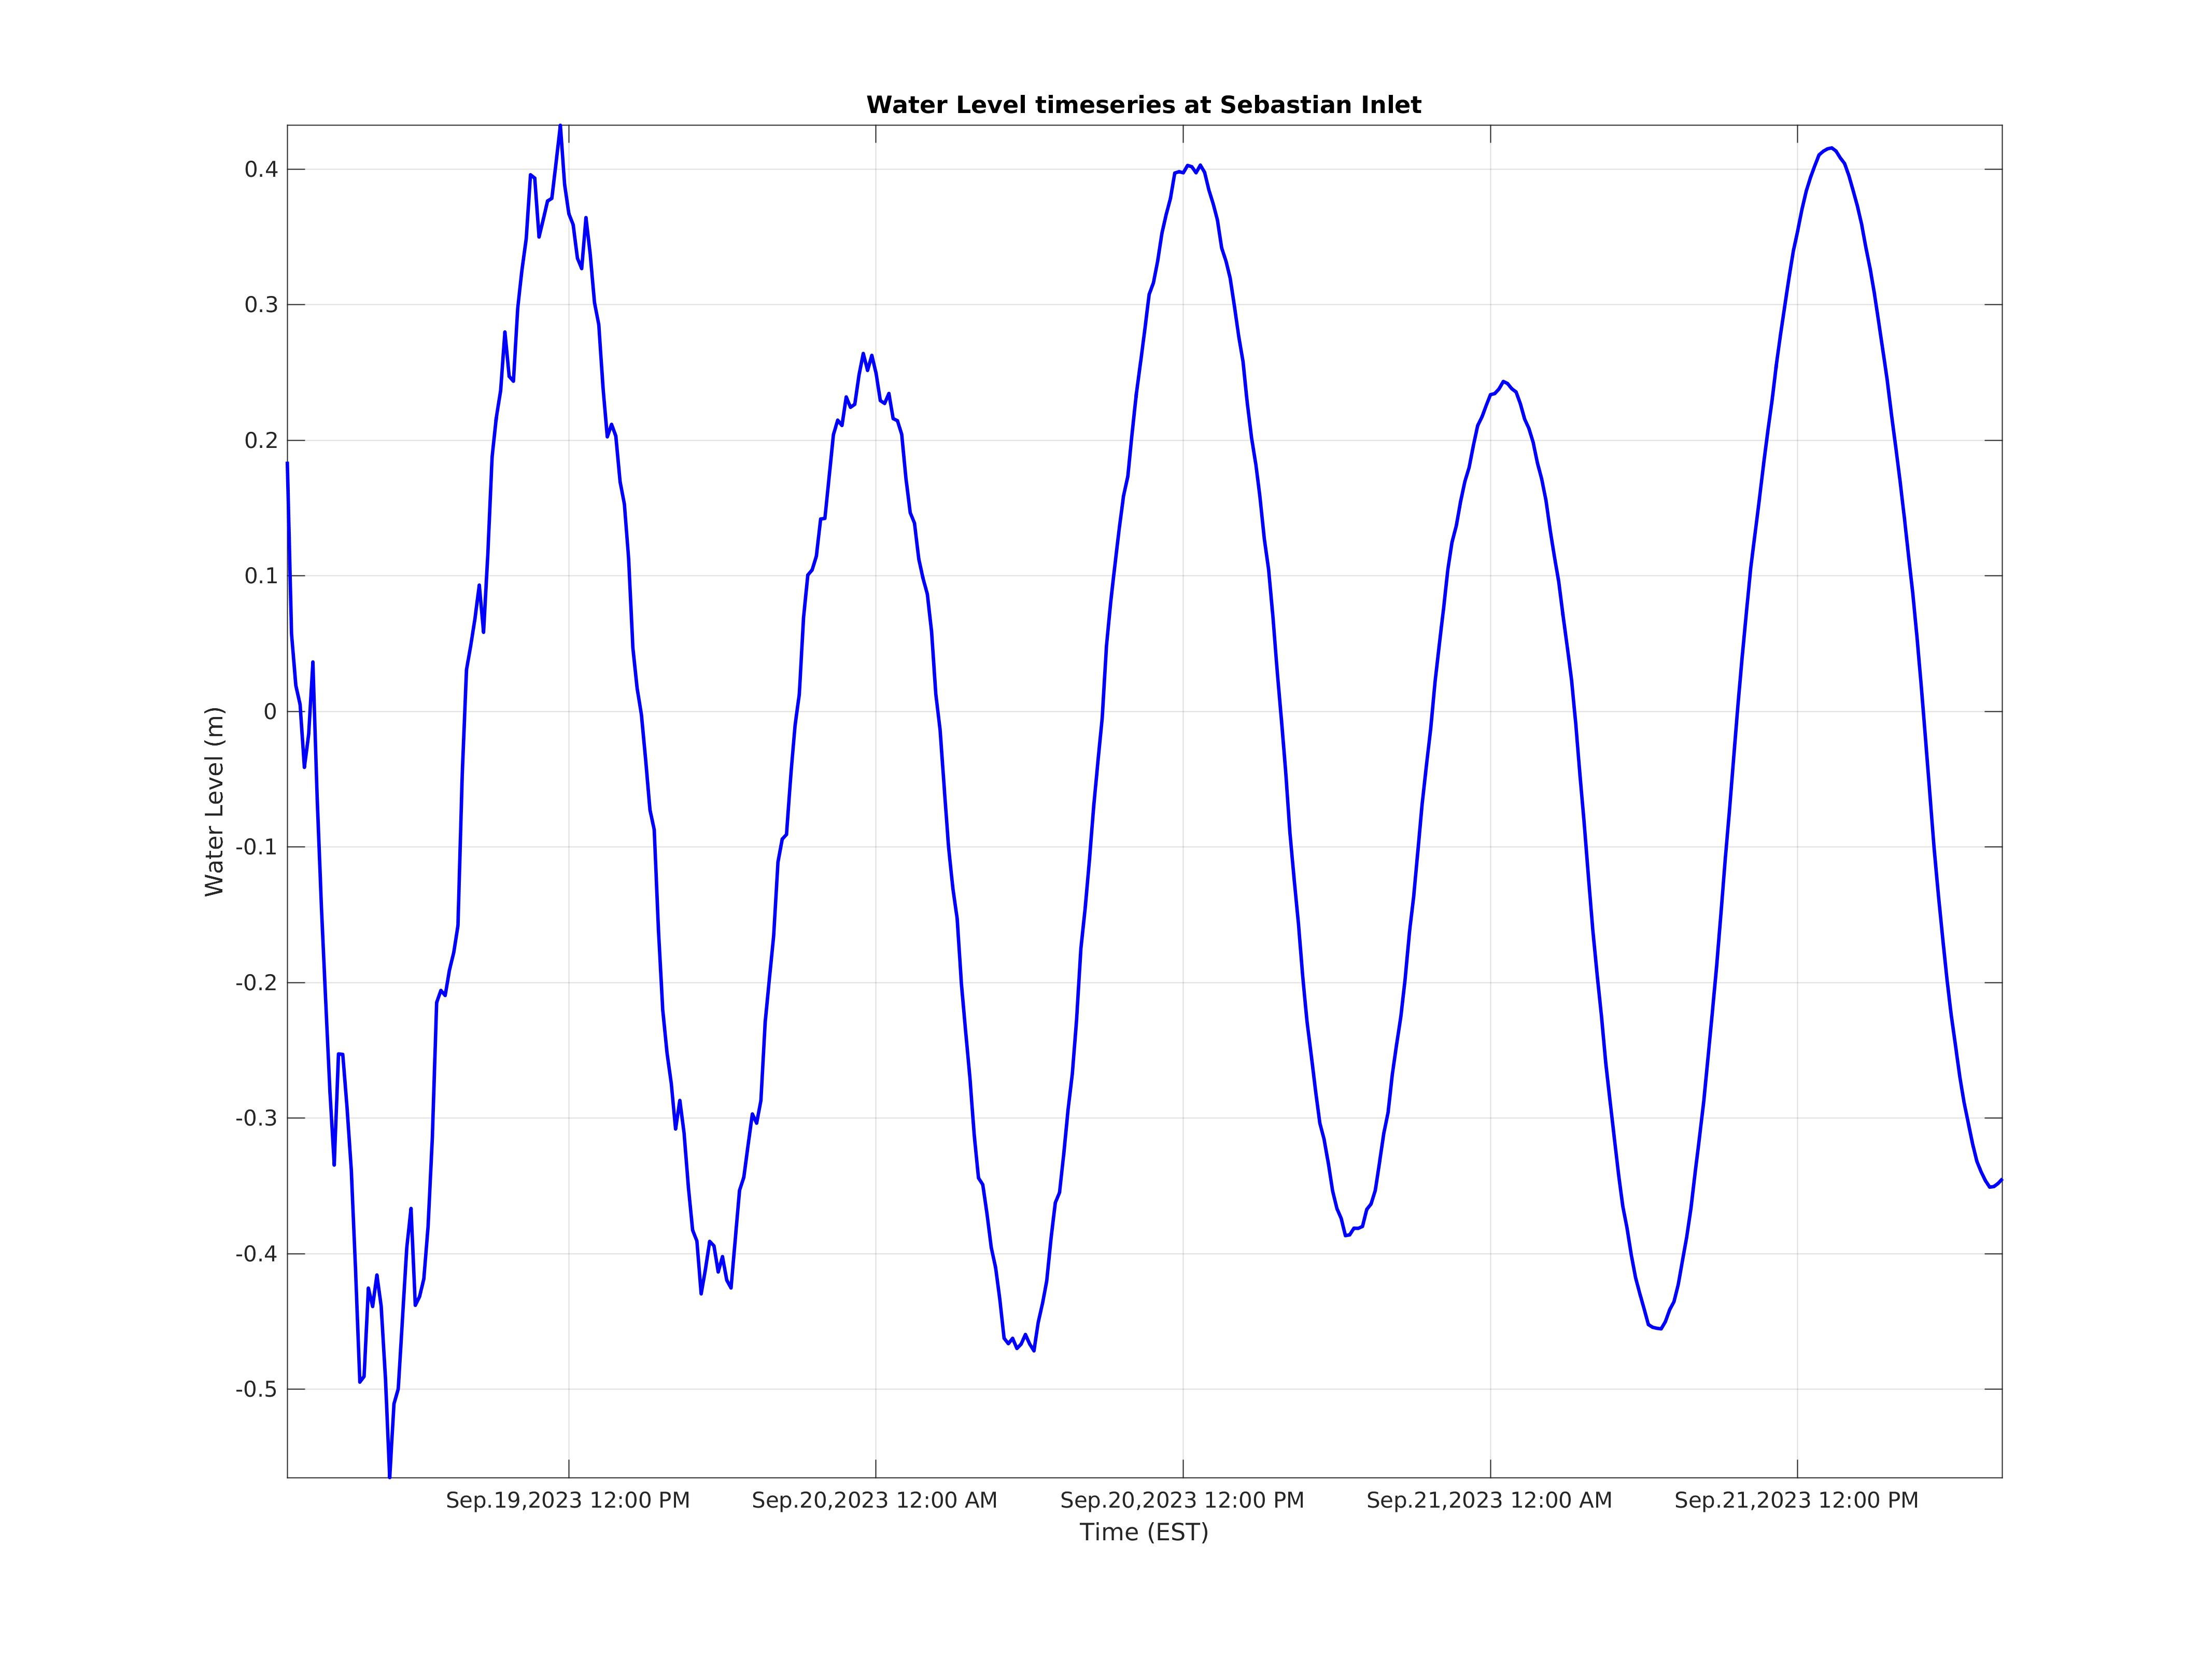 Water Level timeseries at Sebastian Inlet
0.4
0.3
0.2
0.1
0
-0.1
-0.2
-0.3
-0.4
-0.5
Water Level (m)
Sep.19,2023 12:00 PM
Sep.20,2023 12:00 AM
Sep.20,2023 12:00 PM
Sep.21,2023 12:00 AM
Sep.21,2023 12:00 PM
Time (EST)